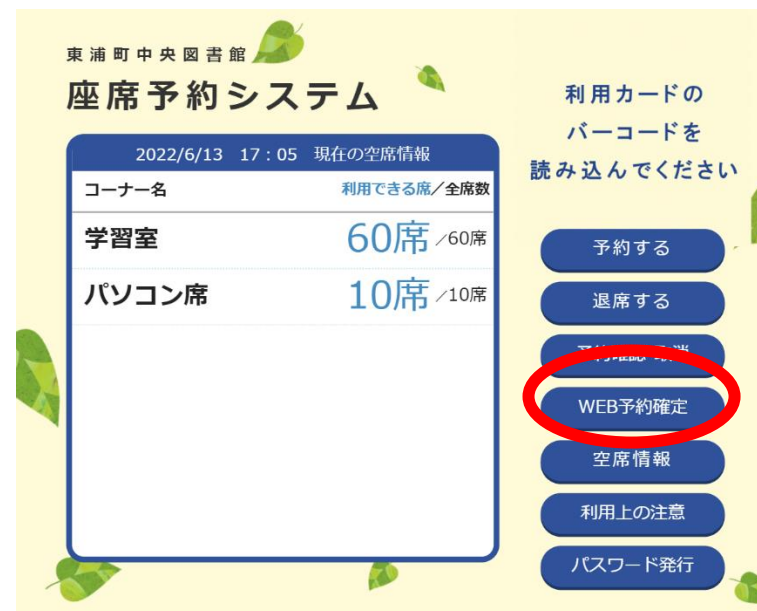 東浦町中央図書館
座席予約システム
2022/6/13 17：05 現在の空席情報
コーナー名 利用できる席／全席数
学習室 60席／60席
パソコン席 10席／10席
利用カードの
バーコードを
読み込んでください
予約する
退席する
WEB予約確定
空席情報
利用上の注意
パスワード発行